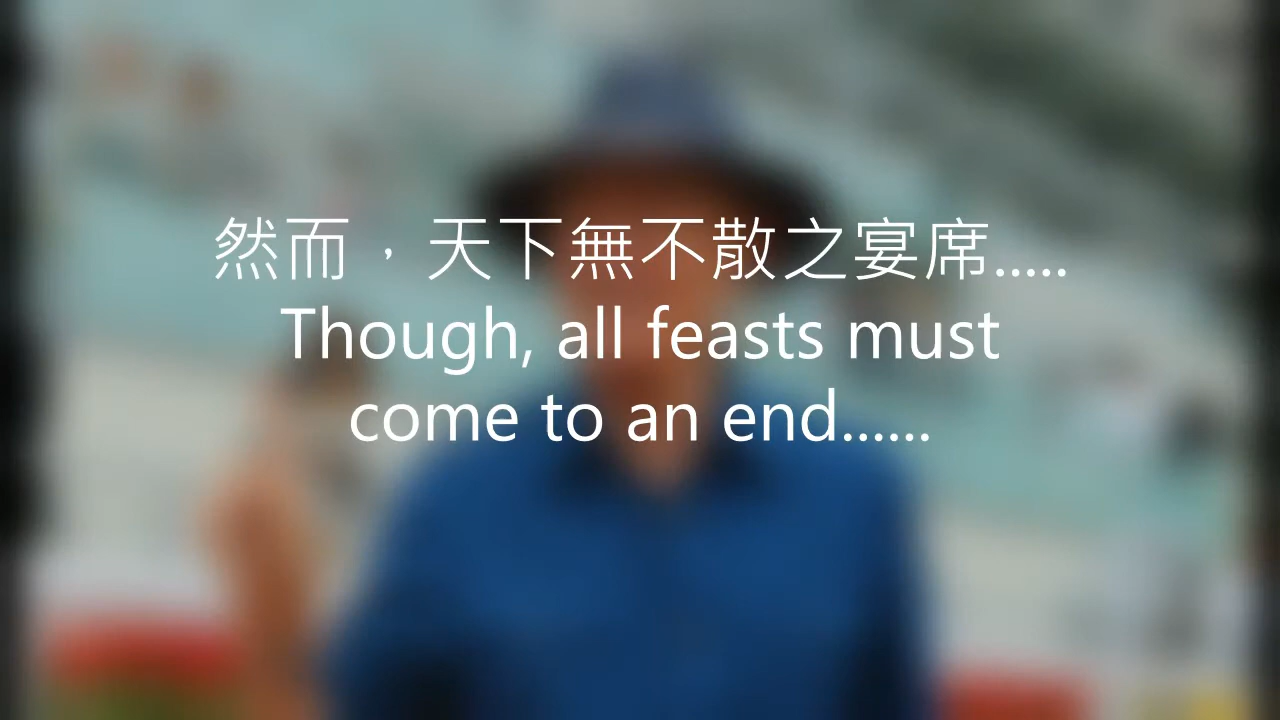 然而，天下無不散之宴席.....
Though, all feasts must
come to an end......